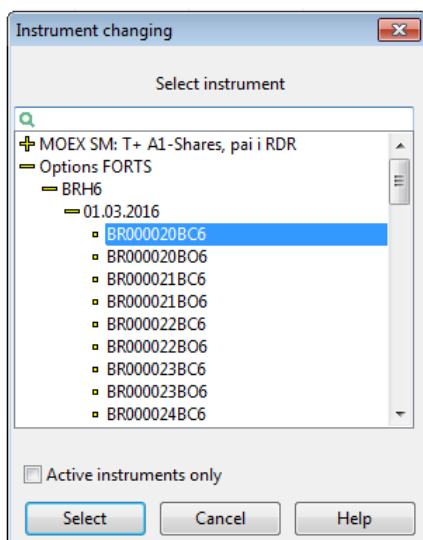 Instrument changing
Select instrument
MOEX SM: T+ A1-Shares, pai i RDR
Options FORTS
BRH6
01.03.2016
BR000020BC6
BR000020BO6
BR000021BC6
BR000021BO6
BR000022BC6
BR000022BO6
BR000023BC6
BR000023BO6
BR000024BC6
Active instruments only
Select Cancel Help